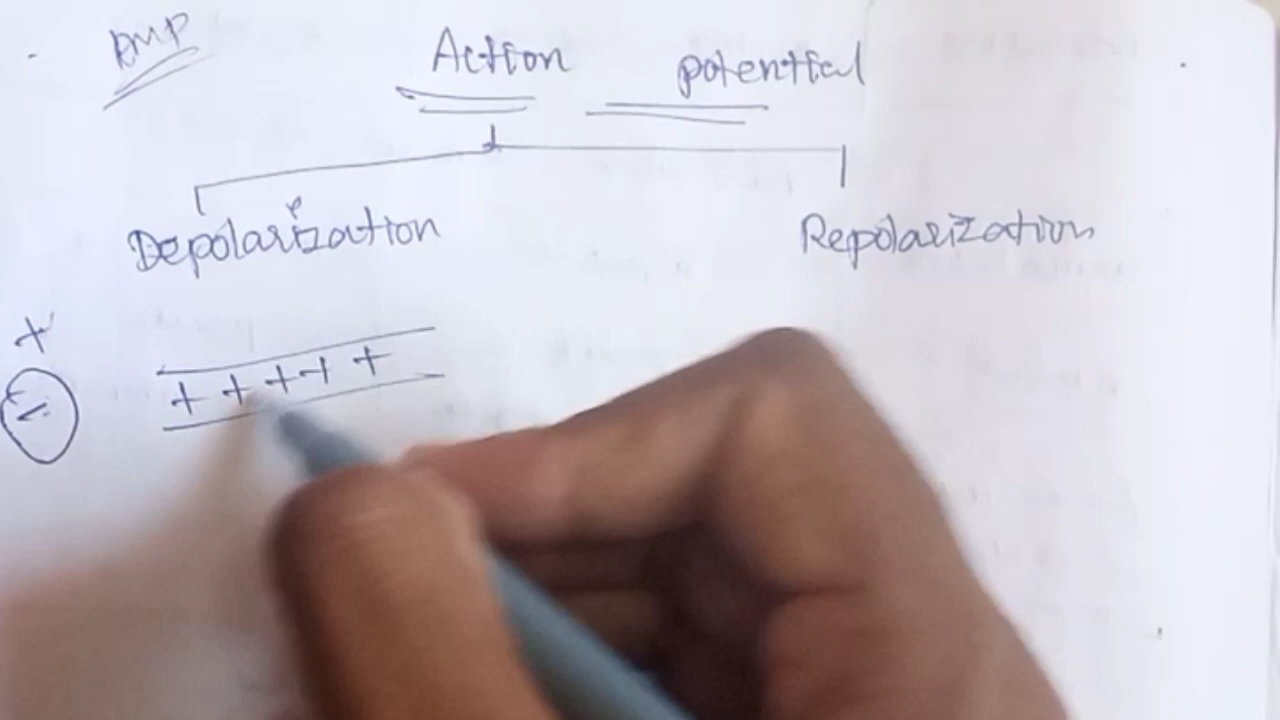 RMP
Action potential
Depolarization
Repolarization
+
-
+ + + + +